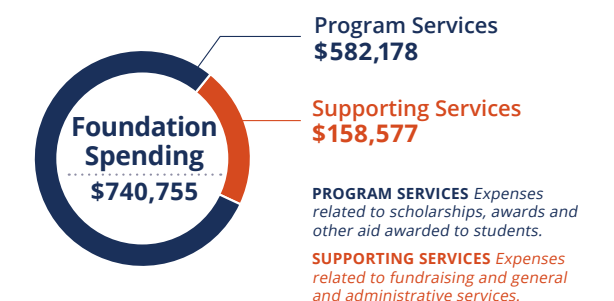 Program Services
$582,178
Foundation
Spending
$740,755
Supporting Services
$158,577
PROGRAM SERVICES Expenses
related to scholarships, awards and
other aid awarded to students.
SUPPORTING SERVICES Expenses
related to fundraising and general
and administrative services.